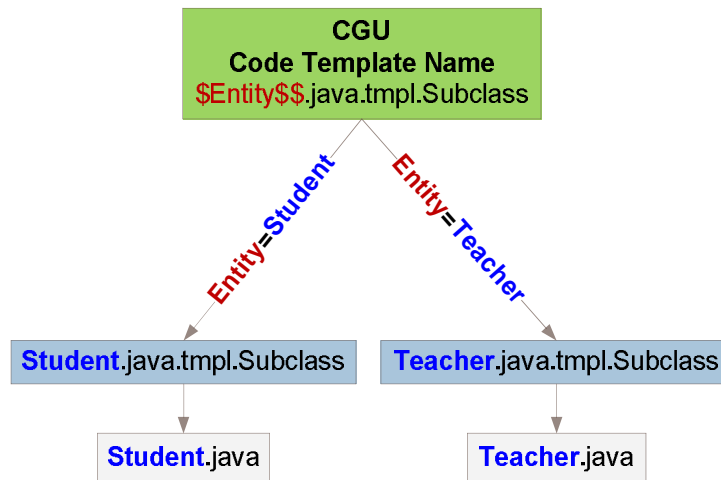 CGU
Code Template Name
$Entity$$.java.tmpl.Subclass
Entity=Student
Entity=Teacher
Student.java.tmpl.Subclass
Teacher.java.tmpl.Subclass
Student.java
Teacher.java